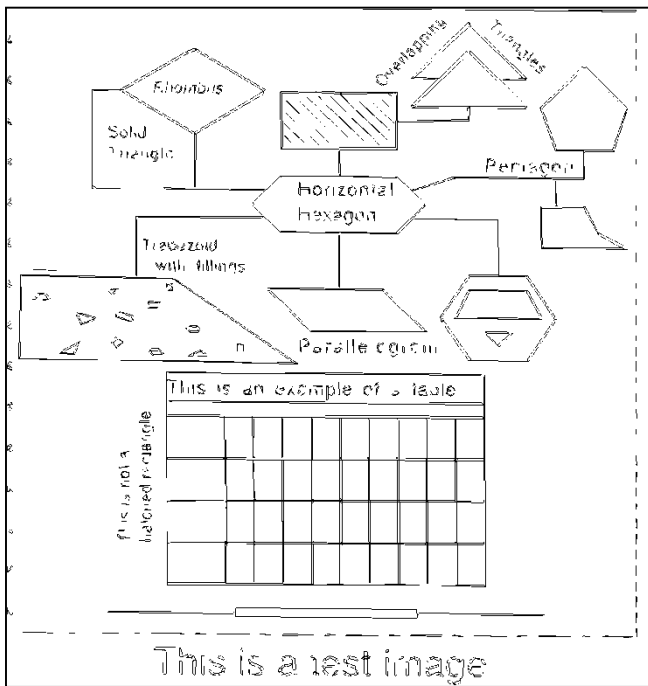 Overlapping
Triangles
Rhombus
Solid
Triangle
Pentagon
Horizontal
Hexagon
Trapezoid
with fillings
Parallelogram
This is an example of a table
This is not a
hatched rectangle
This is a test image